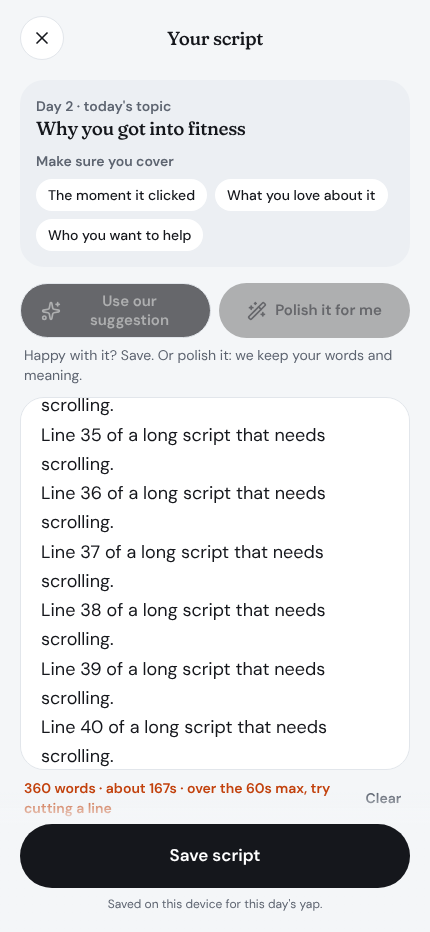 Your script
Day 2 · today's topic
Why you got into fitness
Make sure you cover
The moment it clicked
What you love about it
Who you want to help
Use our
suggestion
Polish it for me
Happy with it? Save. Or polish it: we keep your words and
meaning.
scrolling.
Line 35 of a long script that needs
scrolling.
Line 36 of a long script that needs
scrolling.
Line 37 of a long script that needs
scrolling.
Line 38 of a long script that needs
scrolling.
Line 39 of a long script that needs
scrolling.
Line 40 of a long script that needs
scrolling.
360 words · about 167s · over the 60s max, try
cutting a line
Clear
Save script
Saved on this device for this day's yap.